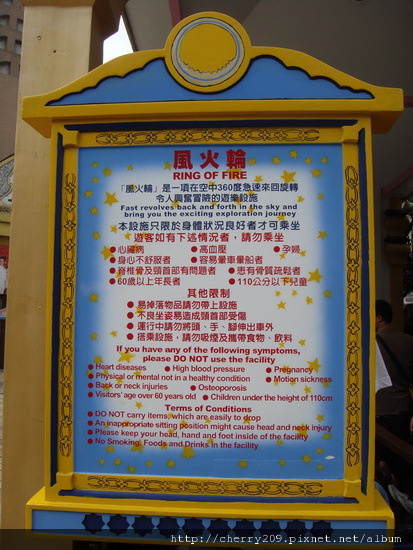 風火輪
RING OF FIRE
「風火輪」是一項在空中360度急速來回旋轉
令人興奮冒險的遊樂設施
Fast revolves back and forth in the sky and
bring you the exciting exploration journey
本設施只限於身體狀況良好者才可乘坐
遊客如有下述情況者，請勿乘坐
●心臟病 ●高血壓 ●孕婦
●身心不舒服者 ●容易暈車暈船者
●脊椎骨及頸首部有問題者 ●患有骨質疏鬆者
●60歲以上年長者 ●110公分以下兒童
其他限制
●易掉落物品請勿帶上設施
●不良坐姿易造成頸首部受傷
●運行中請勿將頭、手、腳伸出車外
●搭乘設施，請勿吸煙及攜帶食物、飲料
If you have any of the following symptoms,
please DO NOT use the facility
● Heart diseases ● High blood pressure ● Pregnancy
● Physical or mental not in a healthy condition ● Motion sickness
● Back or neck injuries ● Osteoporosis
● Visitors' age over 60 years old ● Children under the height of 110cm
Terms of Conditions
● DO NOT carry items, which are easily to drop
● An inappropriate sitting position might cause head and neck injury
● Please keep your head, hand and foot inside of the facility
● No Smoking, Foods and Drinks in the facility
http://cherry209.pixnet.net/album